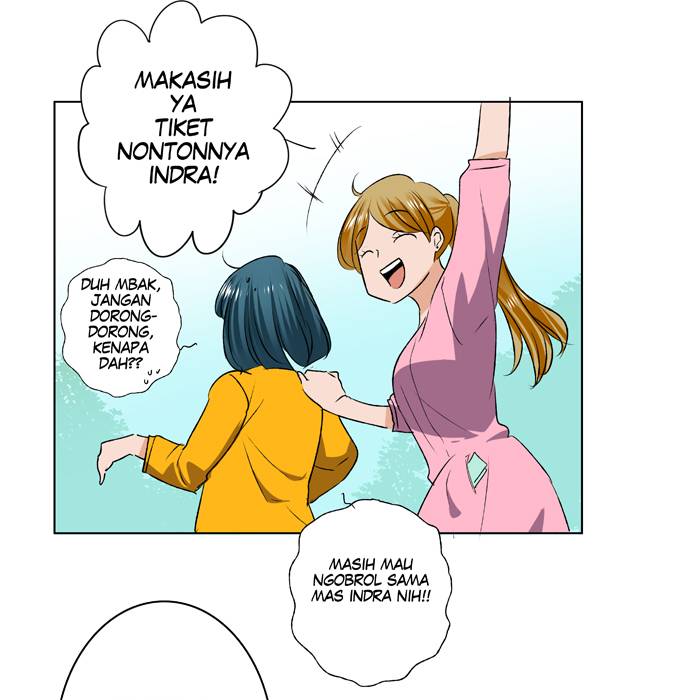 MAKASIH
YA
TIKET
NONTONNYA
INDRA!
DUH MBAK,
JANGAN
DORONG-
DORONG,
KENAPA
DAH??
MASIH MAU
NGOBROL SAMA
MAS INDRA NIH!!